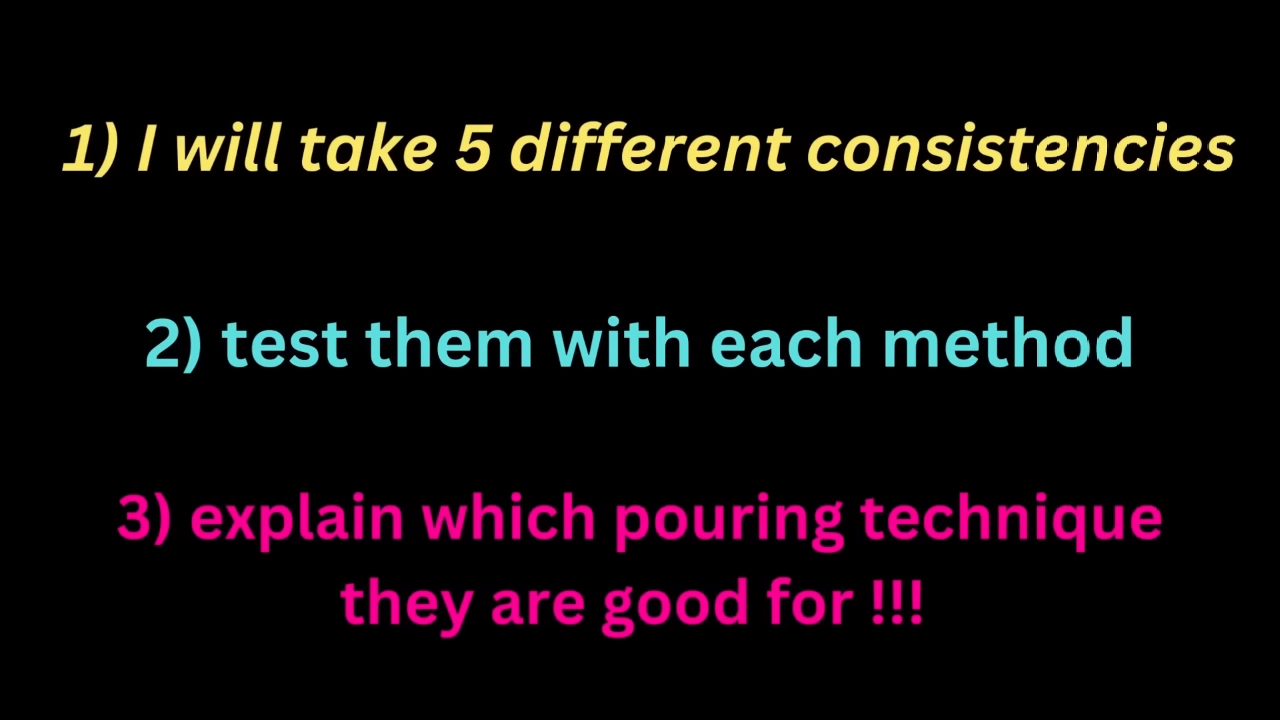 1) I will take 5 different consistencies
2) test them with each method
3) explain which pouring technique
they are good for !!!